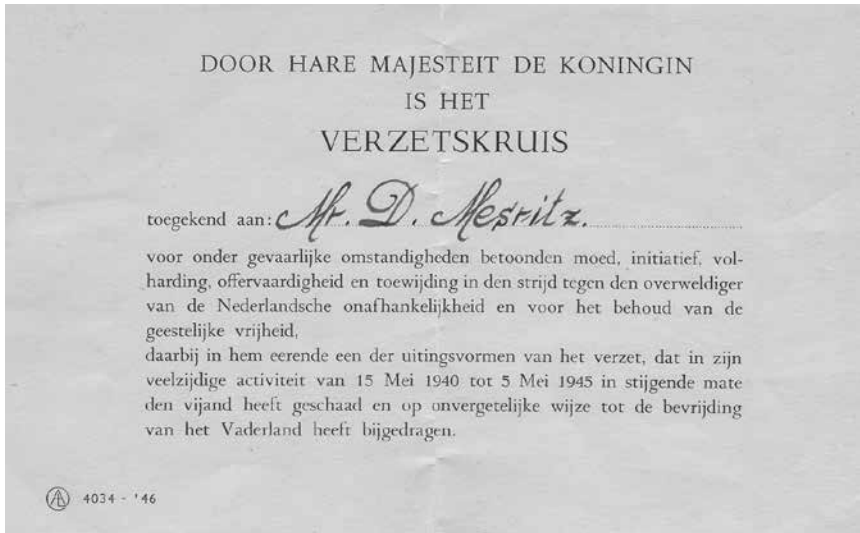 DOOR HARE MAJESTEIT DE KONINGIN
IS HET
VERZETSKRUIS
toegekend aan: Mr. D. Mesritz.
voor onder gevaarlijke omstandigheden betoonden moed, initiatief, vol-
harding, offervaardigheid en toewijding in den strijd tegen den overweldiger
van de Nederlandsche onafhankelijkheid en voor het behoud van de
geestelijke vrijheid,
daarbij in hem eerende een der uitingsvormen van het verzet, dat in zijn
veelzijdige activiteit van 15 Mei 1940 tot 5 Mei 1945 in stijgende mate
den vijand heeft geschaad en op onvergetelijke wijze tot de bevrijding
van het Vaderland heeft bijgedragen.
4034 - '46